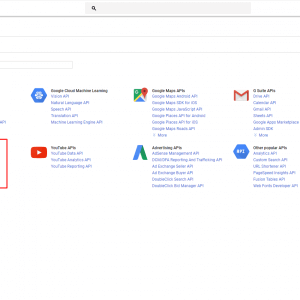 Google Cloud Machine Learning
Vision API
Natural Language API
Speech API
Translation API
Machine Learning Engine API
Google Maps APIs
Google Maps Android API
Google Maps SDK for iOS
Google Maps JavaScript API
Google Places API for Android
Google Places API for iOS
Google Maps Roads API
More
G Suite APIs
Drive API
Calendar API
Gmail API
Sheets API
Google Apps Marketplace
Admin SDK
More
YouTube APIs
YouTube Data API
YouTube Analytics API
YouTube Reporting API
Advertising APIs
AdSense Management API
DCM/DFA Reporting And Trafficking API
Ad Exchange Seller API
Ad Exchange Buyer API
DoubleClick Search API
DoubleClick Bid Manager API
API
Other popular APIs
Analytics API
Custom Search API
URL Shortener API
PageSpeed Insights API
Fusion Tables API
Web Fonts Developer API